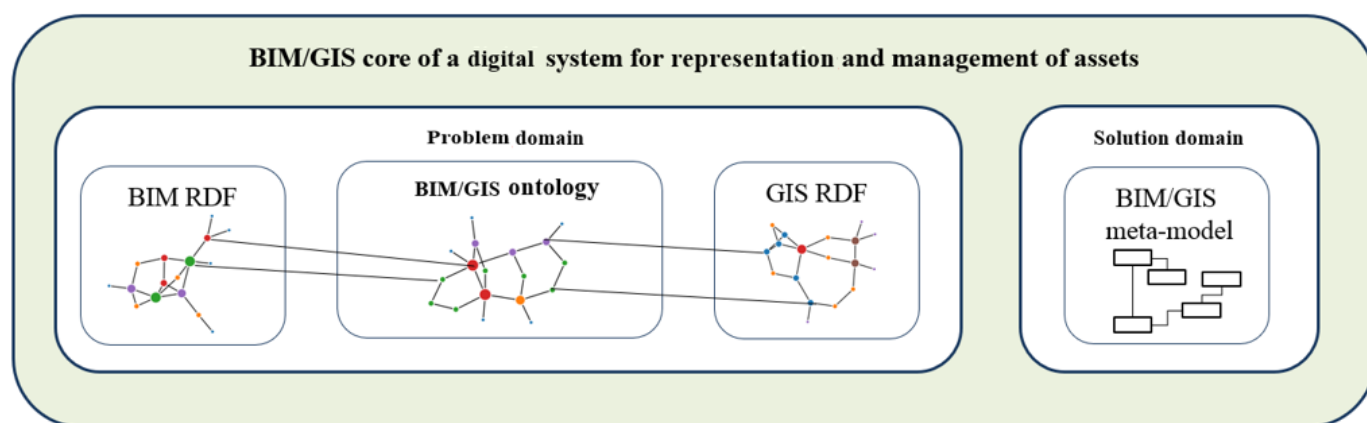 BIM/GIS core of a digital system for representation and management of assets
Problem domain
Solution domain
BIM RDF
BIM/GIS ontology
GIS RDF
BIM/GIS
meta-model